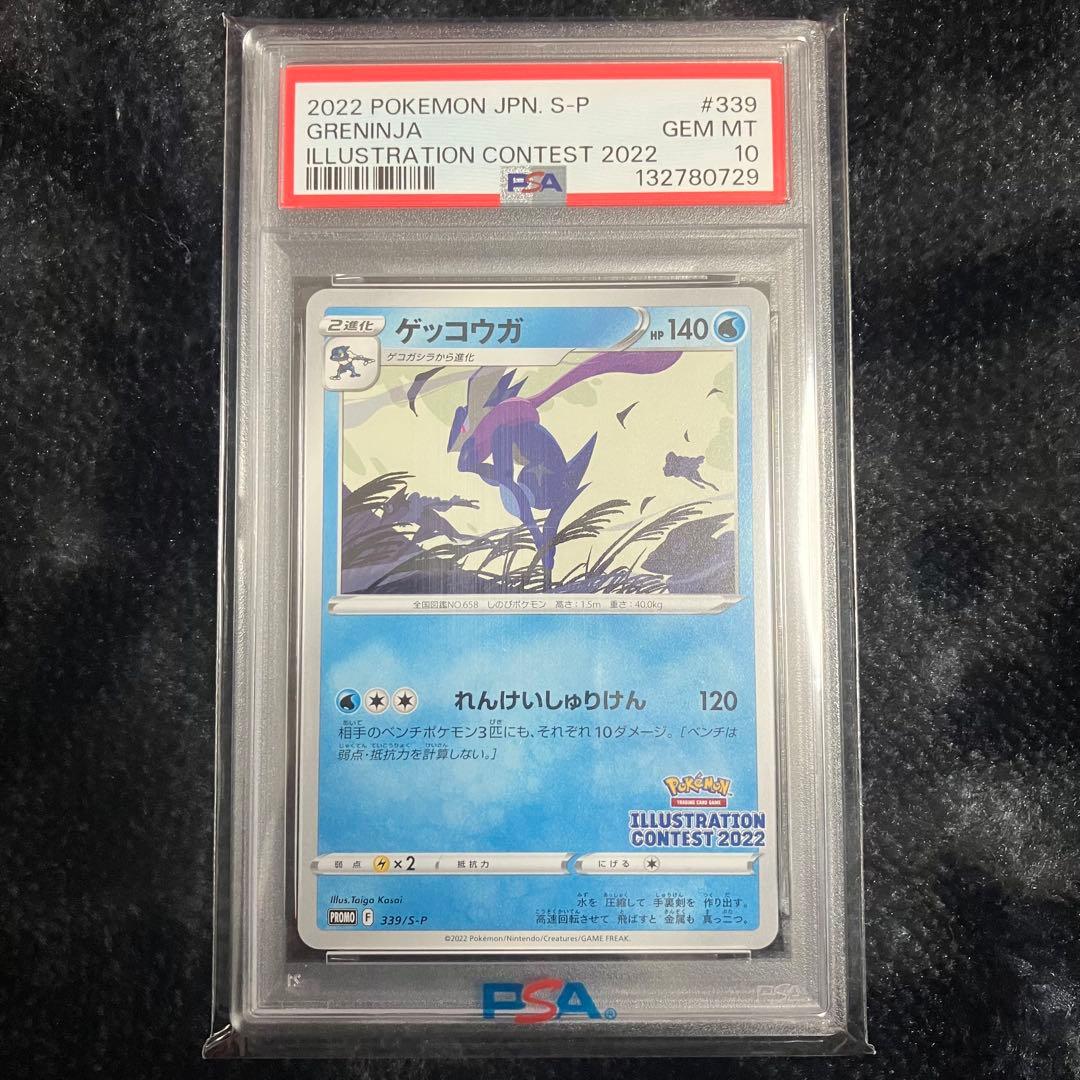 2022 POKEMON JPN. S-P #339
GRENINJA GEM MT
ILLUSTRATION CONTEST 2022 10
PSA 132780729
2進化 ゲッコウガ HP 140
ゲコガシラから進化
全国図鑑NO.658 しのびポケモン 高さ:1.5m 重さ:40.0kg
れんけいしゅりけん 120
相手のベンチポケモン3匹にも、それぞれ10ダメージ。[ベンチは
弱点・抵抗力を計算しない。]
POKéMON
TRADING CARD GAME
ILLUSTRATION
CONTEST 2022
弱点 ×2 抵抗力 にげる
Illus.Taiga Kasai
水を 圧縮して 手裏剣を 作り出す。
高速回転させて 飛ばすと 金属も 真っ二つ。
PROMO F 339/S-P
©2022 Pokémon/Nintendo/Creatures/GAME FREAK.
PSA
PSA®